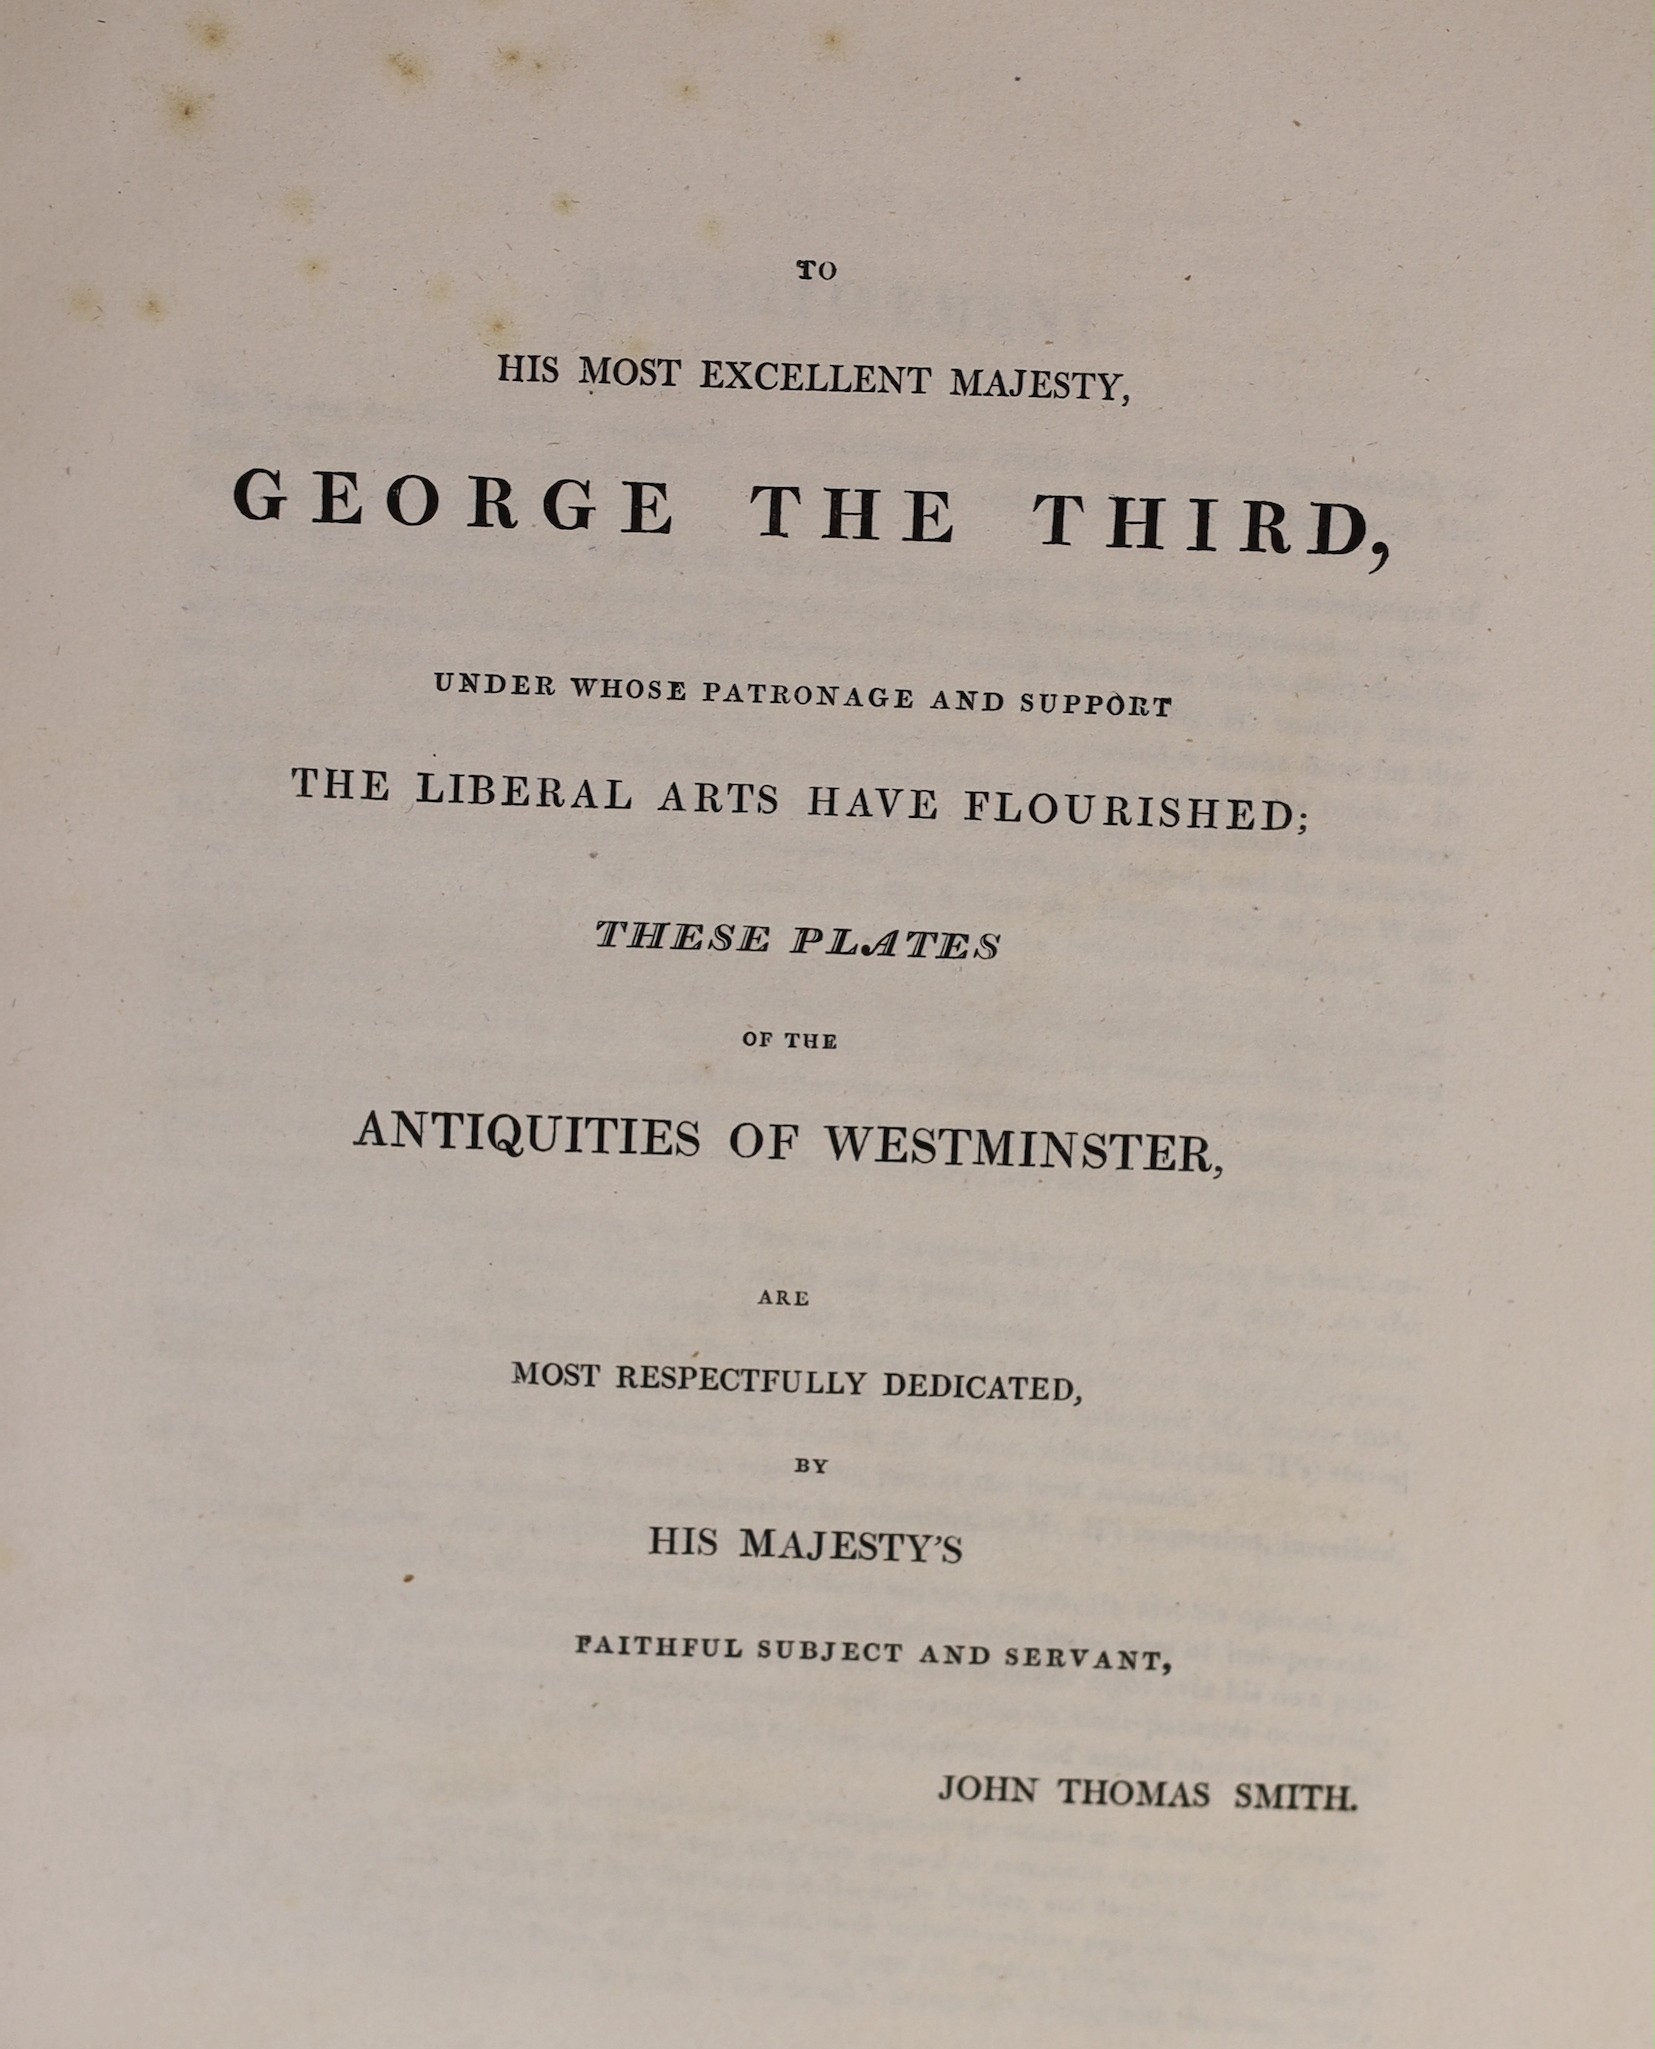 TO
HIS MOST EXCELLENT MAJESTY,
GEORGE THE THIRD,
UNDER WHOSE PATRONAGE AND SUPPORT
THE LIBERAL ARTS HAVE FLOURISHED;
THESE PLATES
OF THE
ANTIQUITIES OF WESTMINSTER,
ARE
MOST RESPECTFULLY DEDICATED,
BY
HIS MAJESTY'S
FAITHFUL SUBJECT AND SERVANT,
JOHN THOMAS SMITH.